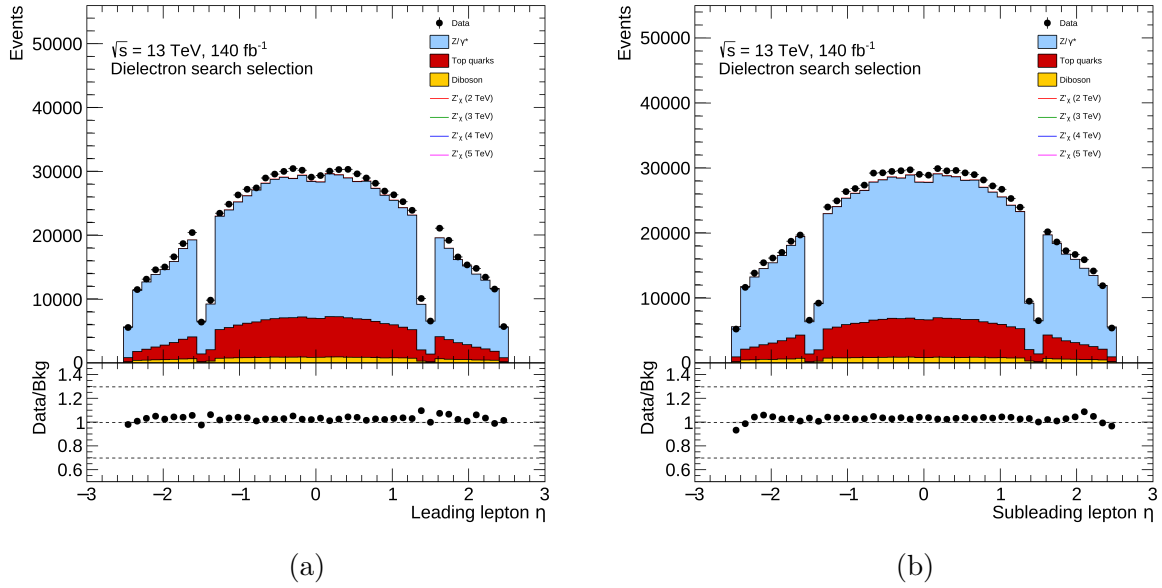 Events
50000
40000
30000
20000
10000
0
√s = 13 TeV, 140 fb⁻¹
Dielectron search selection
Data
Z/γ*
Top quarks
Diboson
Z'χ (2 TeV)
Z'χ (3 TeV)
Z'χ (4 TeV)
Z'χ (5 TeV)
Data/Bkg
1.4
1.2
1
0.8
0.6
−3 −2 −1 0 1 2 3
Leading lepton η
(a)
Events
50000
40000
30000
20000
10000
0
√s = 13 TeV, 140 fb⁻¹
Dielectron search selection
Data
Z/γ*
Top quarks
Diboson
Z'χ (2 TeV)
Z'χ (3 TeV)
Z'χ (4 TeV)
Z'χ (5 TeV)
Data/Bkg
1.4
1.2
1
0.8
0.6
−3 −2 −1 0 1 2 3
Subleading lepton η
(b)